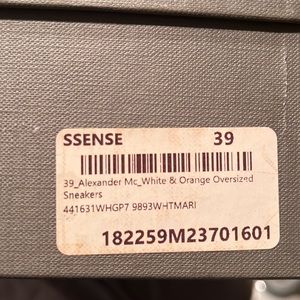 SSENSE 39
39_Alexander Mc_White & Orange Oversized
Sneakers
441631WHGP7 9893WHTMARI
182259M23701601